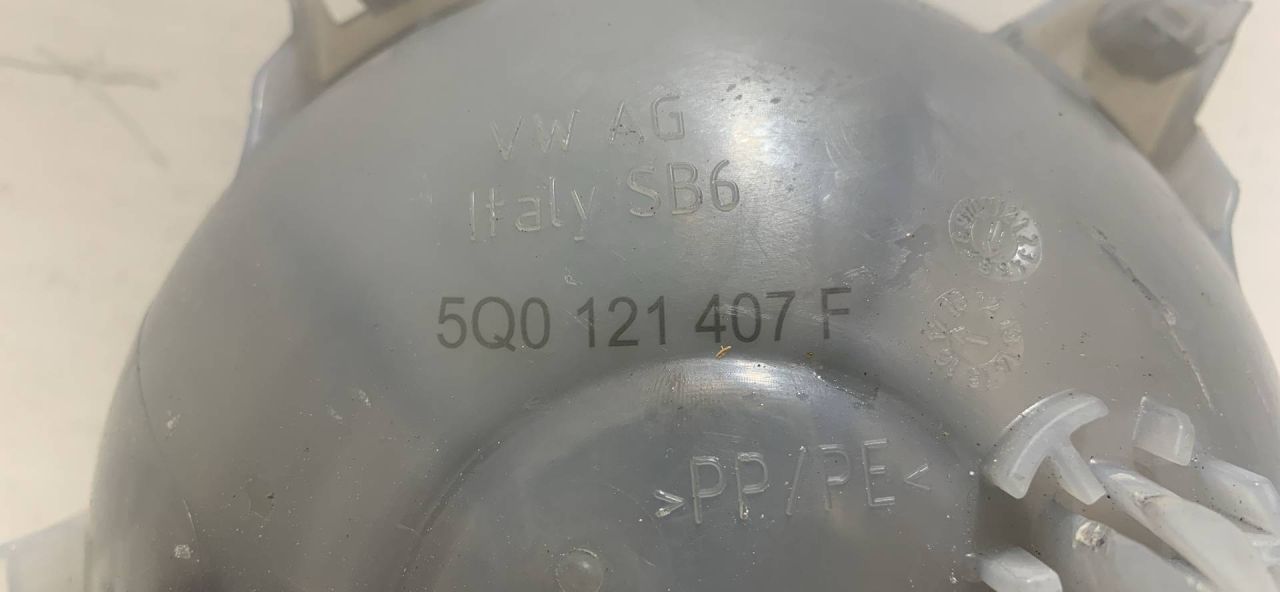 VW AG
Italy SB6
5Q0 121 407 F
>PP/PE<